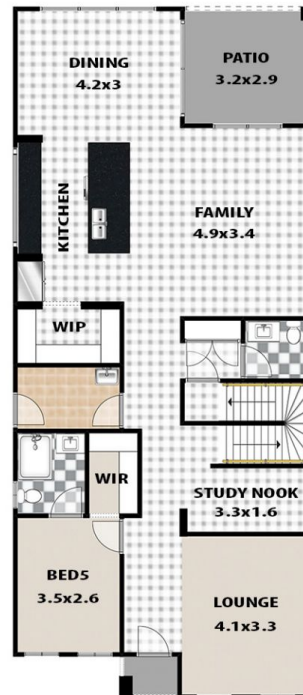 DINING
4.2x3
PATIO
3.2x2.9
KITCHEN
FAMILY
4.9x3.4
WIP
WIR
STUDY NOOK
3.3x1.6
BED5
3.5x2.6
LOUNGE
4.1x3.3